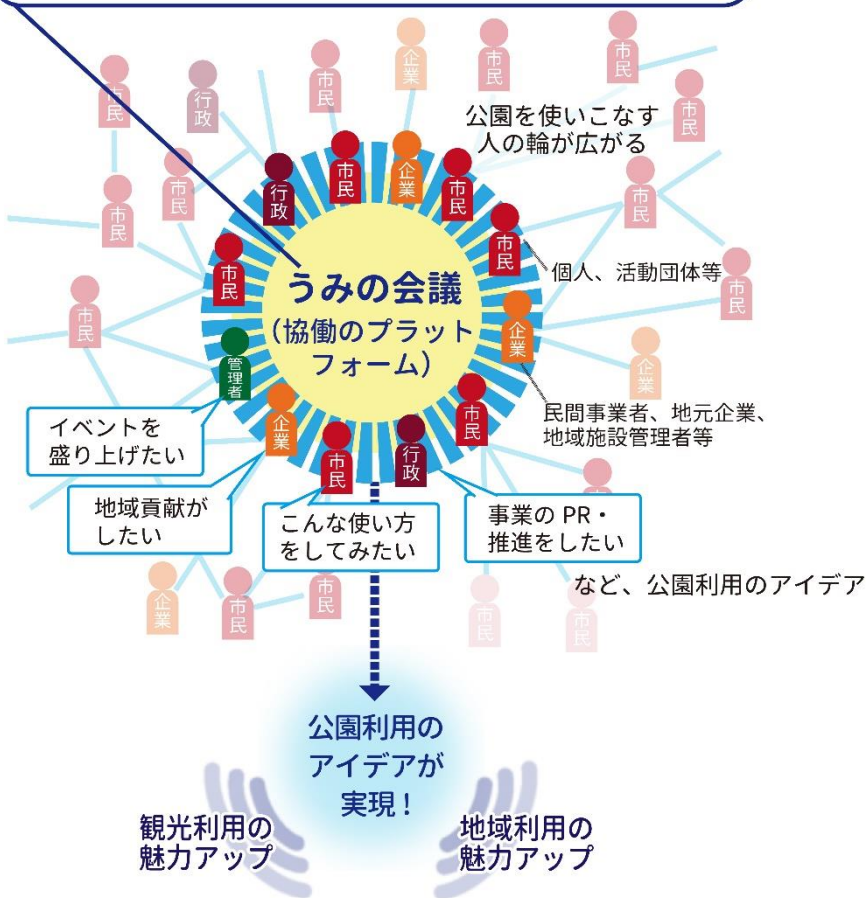 市民
企業
市民
市民
市民
行政
市民
公園を使いこなす
人の輪が広がる
市民
企業
市民
行政
市民
市民
市民
市民
市民
個人、活動団体等
市民
市民
うみの会議
(協働のプラット
フォーム)
企業
市民
管理者
企業
民間事業者、地元企業、
地域施設管理者等
企業
市民
市民
行政
イベントを
盛り上げたい
地域貢献が
したい
こんな使い方
をしてみたい
事業の PR・
推進をしたい
など、公園利用のアイデア
企業
市民
市民
市民
市民
公園利用の
アイデアが
実現!
観光利用の
魅力アップ
地域利用の
魅力アップ